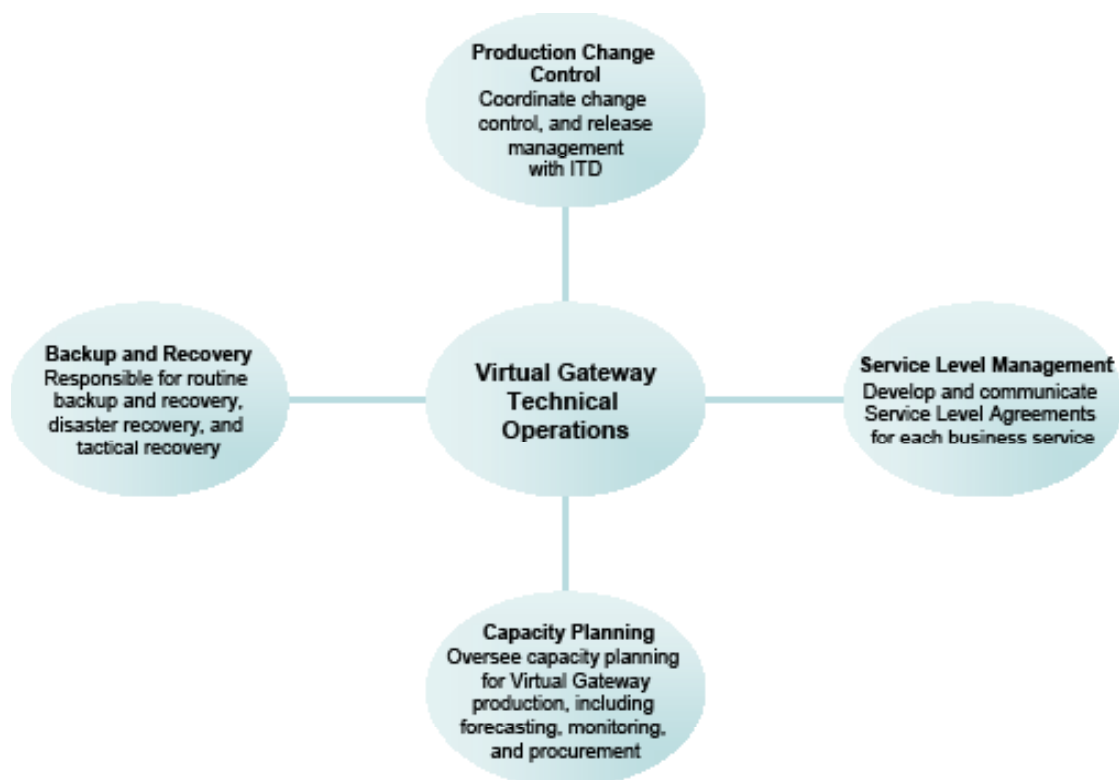 Production Change
Control
Coordinate change
control, and release
management
with ITD
Backup and Recovery
Responsible for routine
backup and recovery,
disaster recovery, and
tactical recovery
Virtual Gateway
Technical
Operations
Service Level Management
Develop and communicate
Service Level Agreements
for each business service
Capacity Planning
Oversee capacity planning
for Virtual Gateway
production, including
forecasting, monitoring,
and procurement